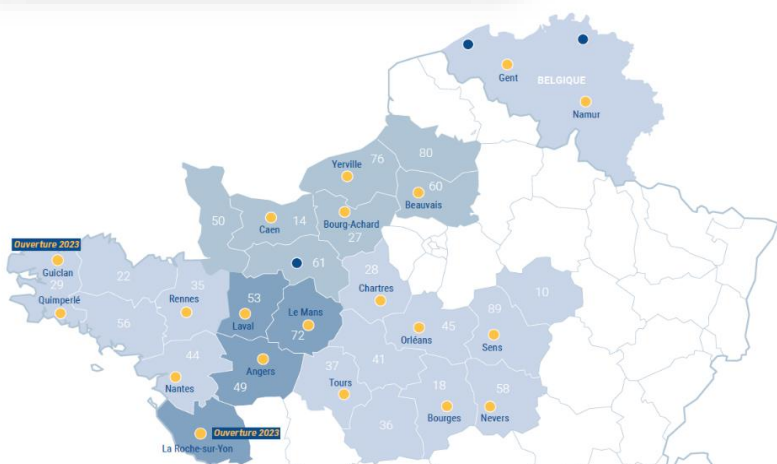 Gent
BELGIQUE
Namur
80
Yerville
76
60
Beauvais
50
Caen
14
Bourg-Achard
27
Ouverture 2023
Guiclan
61
28
Chartres
22
35
29
Quimperlé
Rennes
56
53
Laval
Le Mans
72
10
89
Sens
45
Orléans
44
Nantes
Angers
49
37
41
Tours
18
Bourges
58
Nevers
36
Ouverture 2023
La Roche-sur-Yon